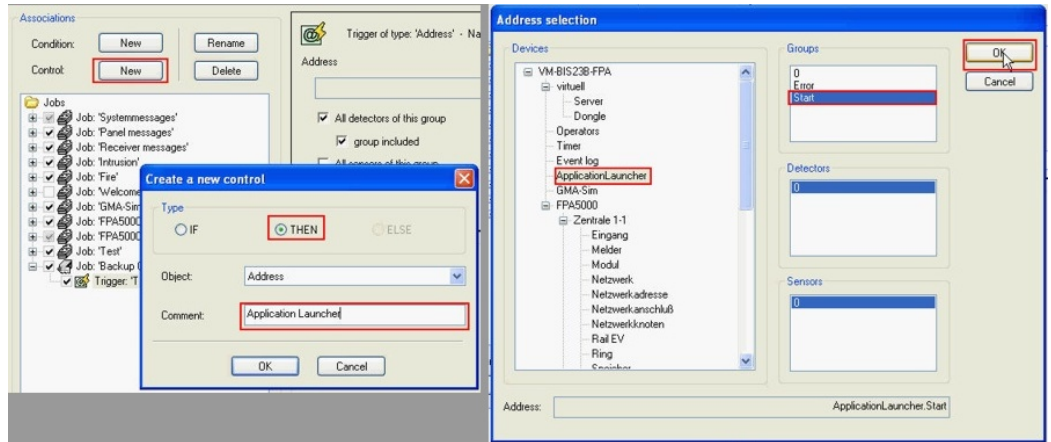 Associations
Condition: New Rename
Control: New Delete
Jobs
Job: 'Systemmessages'
Job: 'Panel messages'
Job: 'Receiver messages'
Job: 'Intrusion'
Job: 'Fire'
Job: 'Welcome
Job: 'GMA-Sim
Job: 'FPA5000
Job: 'FPA5000
Job: 'Test'
Job: 'Backup
Trigger: 'T
Trigger of type: 'Address' - Na
Address
All detectors of this group
group included
All sensors of this group
Create a new control
Type
IF THEN ELSE
Object: Address
Comment: Application Launcher
OK Cancel
Address selection
Devices
VM-BIS23B-FPA
virtuell
Server
Dongle
Operators
Timer
Event log
ApplicationLauncher
GMA-Sim
FPA5000
Zentrale 1-1
Eingang
Melder
Modul
Netzwerk
Netzwerkadresse
Netzwerkanschluß
Netzwerkknoten
Rail EV
Ring
Speicher
Groups
0
Error
Start
Detectors
0
Sensors
0
OK
Cancel
Address: ApplicationLauncher.Start